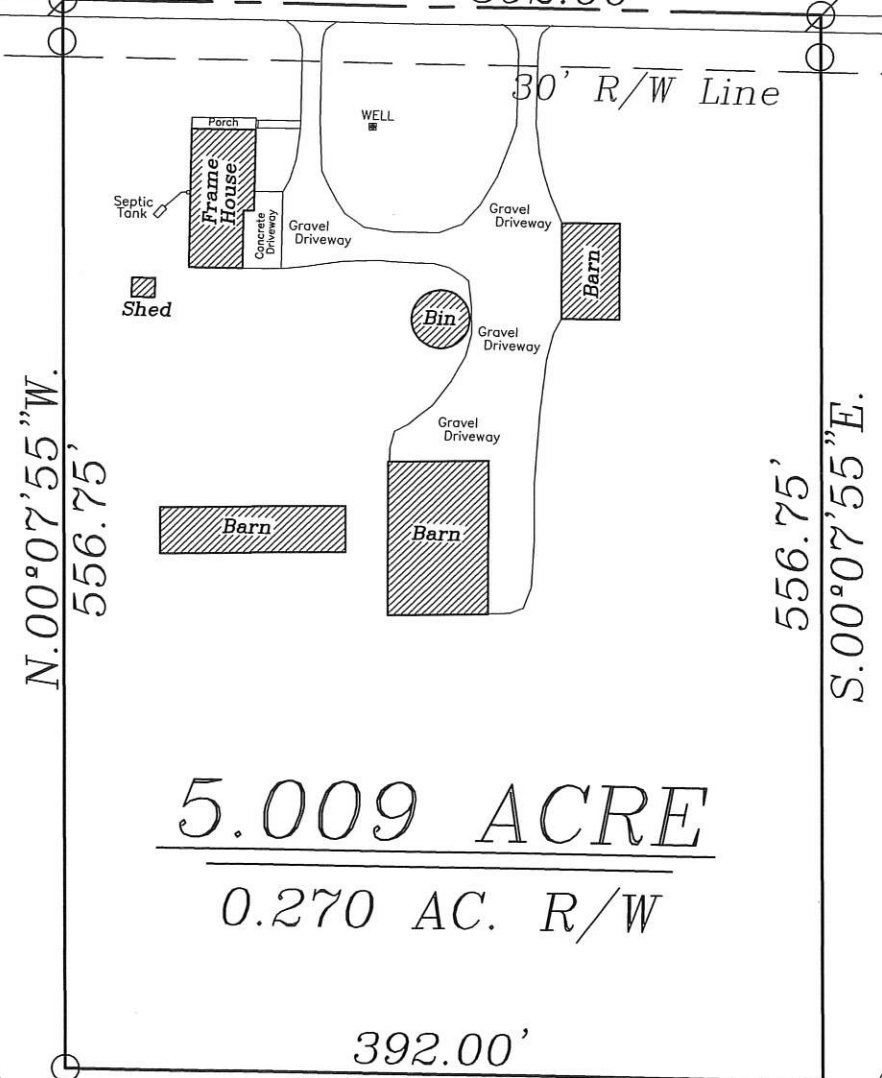 30' R/W Line
Porch
WELL
Frame
House
Septic
Tank
Concrete
Driveway
Gravel
Driveway
Gravel
Driveway
Barn
Shed
Bin
Gravel
Driveway
Gravel
Driveway
Barn
Barn
N.00°07'55"W.
556.75'
556.75'
S.00°07'55"E.
5.009 ACRE
0.270 AC. R/W
392.00'